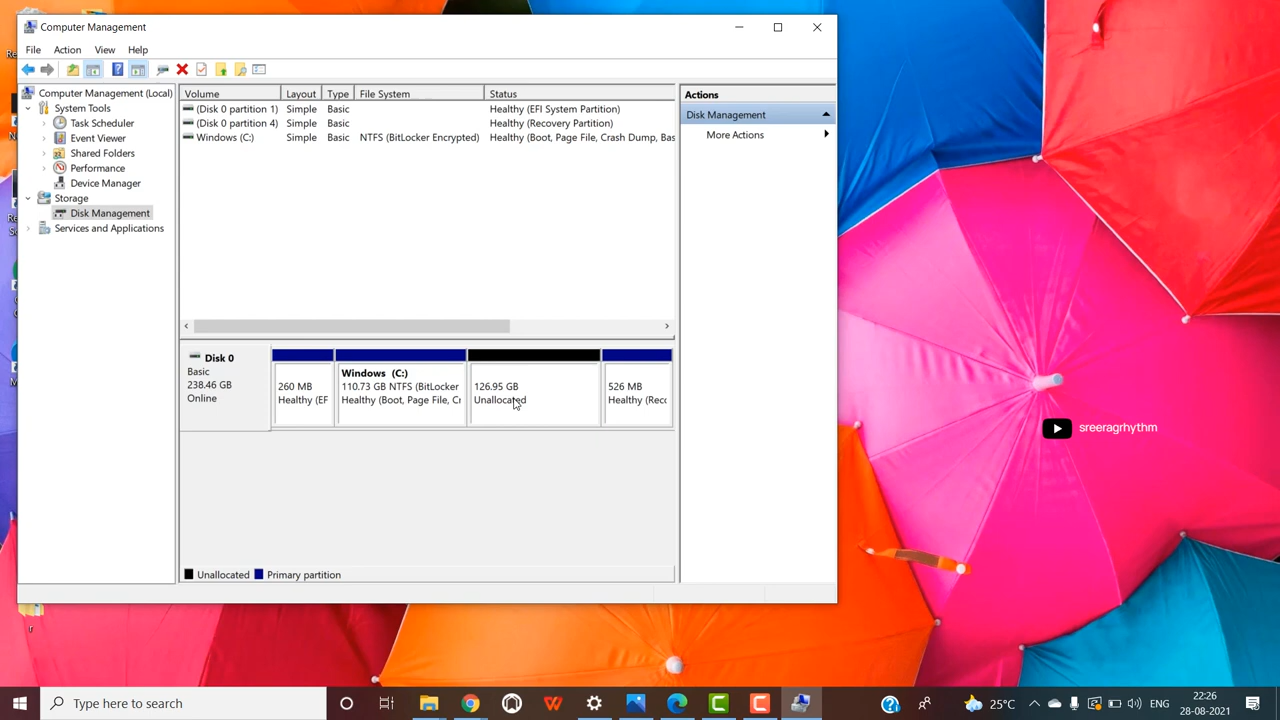 Computer Management
File Action View Help
Computer Management (Local)
System Tools
Task Scheduler
Event Viewer
Shared Folders
Performance
Device Manager
Storage
Disk Management
Services and Applications
Volume Layout Type File System Status
(Disk 0 partition 1) Simple Basic Healthy (EFI System Partition)
(Disk 0 partition 4) Simple Basic Healthy (Recovery Partition)
Windows (C:) Simple Basic NTFS (BitLocker Encrypted) Healthy (Boot, Page File, Crash Dump, Bas
Actions
Disk Management
More Actions
Disk 0
Basic
238.46 GB
Online
260 MB
Healthy (EF
Windows (C:)
110.73 GB NTFS (BitLocker
Healthy (Boot, Page File, Cr
126.95 GB
Unallocated
526 MB
Healthy (Rec
Unallocated Primary partition
sreeragrhythm
Type here to search
25°C
ENG
22:26
28-08-2021